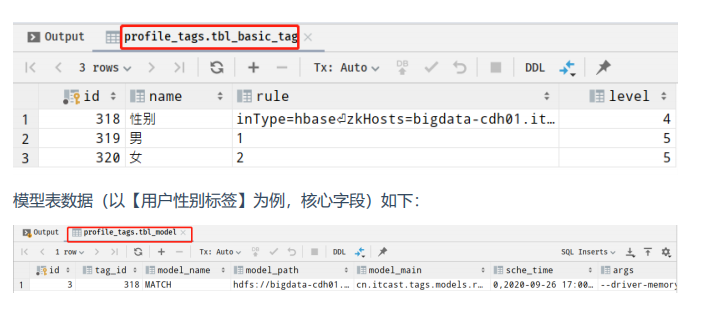 Output profile_tags.tbl_basic_tag
3 rows Tx: Auto DB DDL
id name rule level
1 318 性别 inType=hbase⏎zkHosts=bigdata-cdh01.it… 4
2 319 男 1 5
3 320 女 2 5
模型表数据（以【用户性别标签】为例，核心字段）如下：
Output profile_tags.tbl_model
1 row Tx: Auto DB DDL SQL Inserts
id tag_id model_name model_path model_main sche_time args
1 3 318 MATCH hdfs://bigdata-cdh01.… cn.itcast.tags.models.r… 0,2020-09-26 17:00… --driver-memory